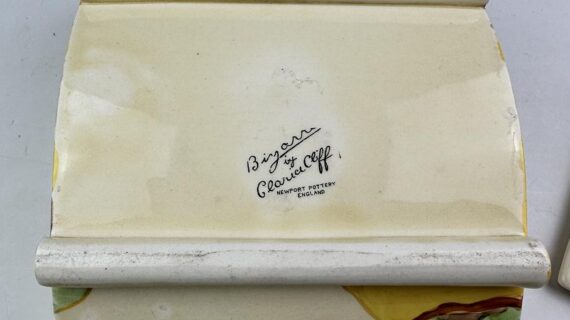 Bizarre
by
Clarice Cliff
NEWPORT POTTERY
ENGLAND